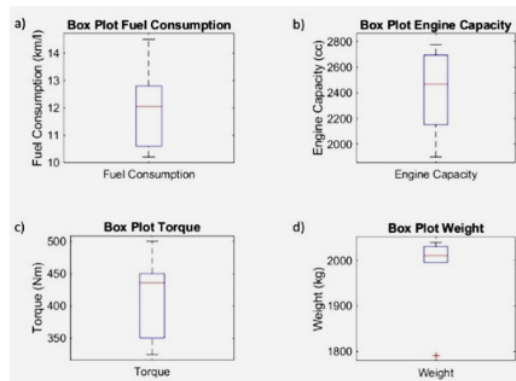 a)
Box Plot Fuel Consumption
Fuel Consumption (km/l)
14
13
12
11
10
Fuel Consumption
b)
Box Plot Engine Capacity
Engine Capacity (cc)
2800
2600
2400
2200
2000
Engine Capacity
c)
Box Plot Torque
Torque (Nm)
500
450
400
350
Torque
d)
Box Plot Weight
Weight (kg)
2000
1900
1800
Weight